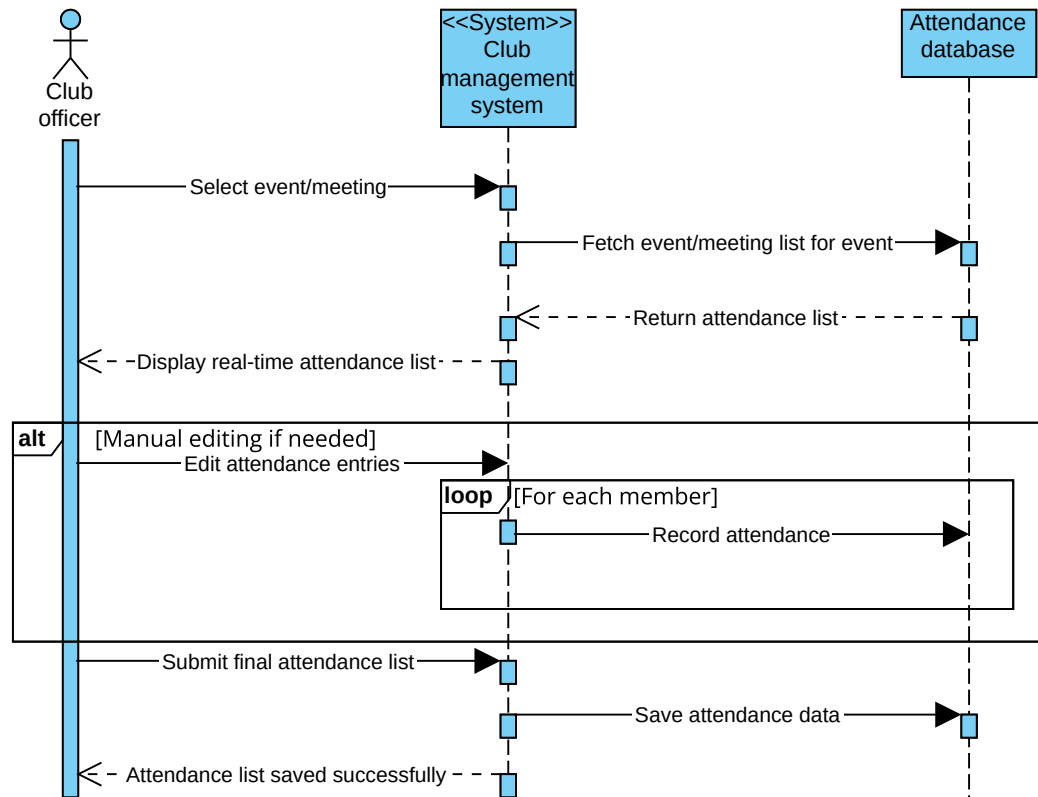 Club
officer
<<System>>
Club
management
system
Attendance
database
Select event/meeting
Fetch event/meeting list for event
Return attendance list
Display real-time attendance list
alt
[Manual editing if needed]
Edit attendance entries
loop
[For each member]
Record attendance
Submit final attendance list
Save attendance data
Attendance list saved successfully